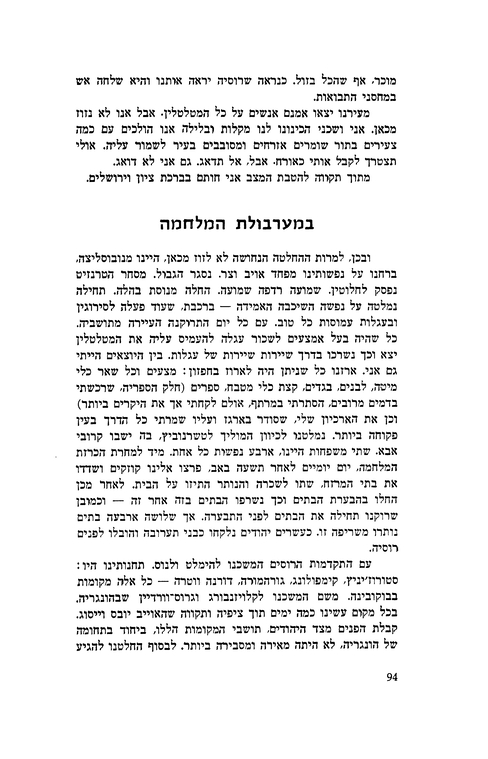 מוכר, אף שהכל בזול. כנראה שרוסיה יראה אותנו והיא שלחה אש
במחסני התבואות.
מעירנו יצאו אמנם אנשים על כל המטלטלין, אבל אנו לא נזוז
מכאן. אני ושכני הכינונו לנו מקלות ובלילה אנו הולכים עם כמה
צעירים בתור שומרים אזרחים ומסובבים בעיר לשמור עליה. אולי
תצטרך לקבל אותי כאורח. אבל, אל תדאג. גם אני לא דואג.
מתוך תקווה להטבת המצב אני חותם בברכת ציון וירושלים.
במערבולת המלחמה
ובכן, למרות ההחלטה הנחושה לא לזוז מכאן, היינו מנובוסליצה,
ברחנו על נפשותינו מפחד אויב וצר. נסגר הגבול. מסחר הטרנזיט
נפסק לחלוטין. שמועה רדפה שמועה. החלה מנוסת בהלה. תחילה
נמלטה על נפשה השיכבה האמידה — ברכבת, שעוד פעלה לסירוגין
ובעגלות עמוסות כל טוב. עם כל יום התרוקנה העיירה מתושביה.
כל שהיה בעל אמצעים לשכור עגלה להעמיס עליה את המטלטלין
יצא וכך נשרכו בדרך שיירות שיירות של עגלות. בין היוצאים הייתי
גם אני. ארזנו כל שניתן היה לארוז בחפזון: מצעים וכל שאר כלי
מיטה, לבנים, בגדים, קצת כלי מטבח, ספרים (חלק הספריה, שרכשתי
בדמים מרובים, הסתרתי במרתף, אולם לקחתי אך את היקרים ביותר)
וכן את הארכיון שלי, שסודר בארגז ועליו שמרתי כל הדרך בעין
פקוחה ביותר. נמלטנו לכיוון המוליך לטשרנוביץ, בה ישבו קרובי
אבא. שתי משפחות היינו, ארבע נפשות כל אחת. מיד למחרת הכרזת
המלחמה, יום יומיים לאחר תשעה באב, פרצו אלינו קוזקים ושדדו
את בתי המרזח, שתו לשכרה והנותר התיזו על הבית. לאחר מכן
החלו בהבערת הבתים וכך נשרפו הבתים בזה אחר זה — וכמובן
שרוקנו תחילה את הבתים לפני התבערה. אך שלושה ארבעה בתים
נותרו משריפה זו. כעשרים יהודים נלקחו כבני תערובה והובלו לפנים
רוסיה.
עם התקדמות הרוסים המשכנו להימלט ולנוס. תחנותינו היו:
סטורוז'יניץ, קימפולונג, גורהמורה, דורנה ווטרה — כל אלה מקומות
בבוקובינה. משם המשכנו לקלויזנבורג וגרוס־וורדיין שבהונגריה.
בכל מקום עשינו כמה ימים תוך ציפיה ותקווה שהאוייב יובס וייסוג.
קבלת הפנים מצד היהודים, תושבי המקומות הללו, ביחוד בתחומה
של הונגריה, לא היתה מאירה ומסבירה ביותר. לבסוף החלטנו להגיע
94